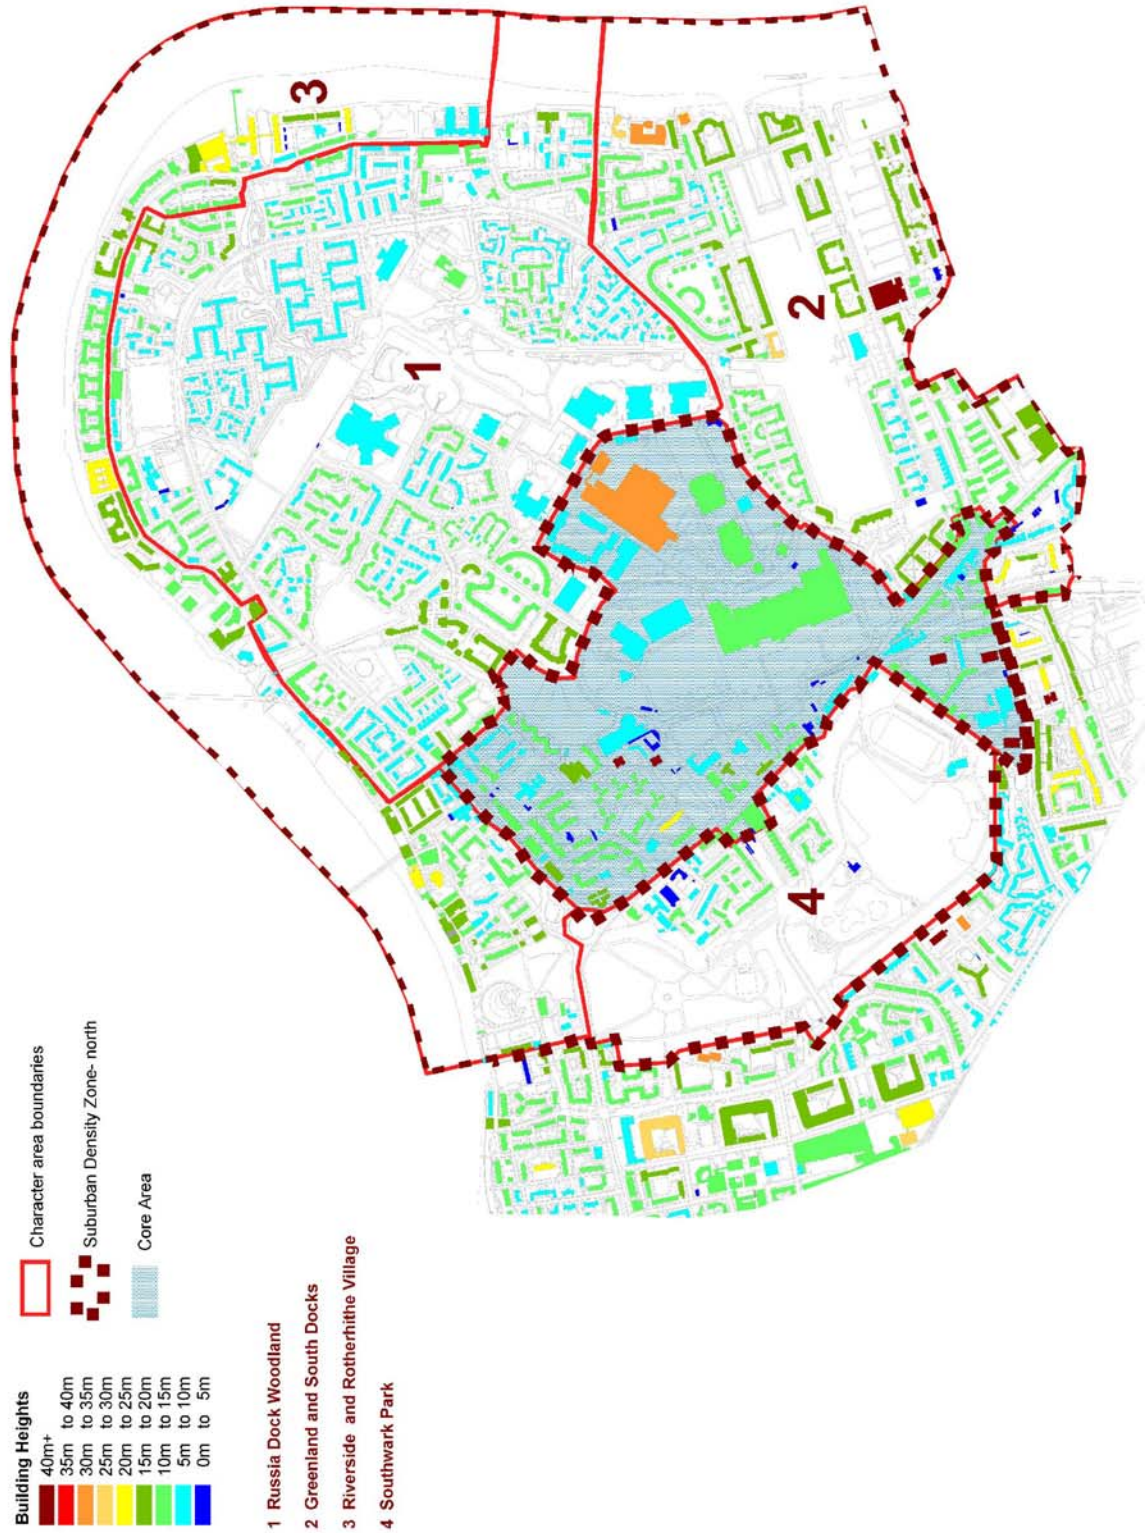 Building Heights
40m+
35m to 40m
30m to 35m
25m to 30m
20m to 25m
15m to 20m
10m to 15m
5m to 10m
0m to 5m
Character area boundaries
Suburban Density Zone- north
Core Area
1 Russia Dock Woodland
2 Greenland and South Docks
3 Riverside and Rotherhithe Village
4 Southwark Park
1
2
3
4